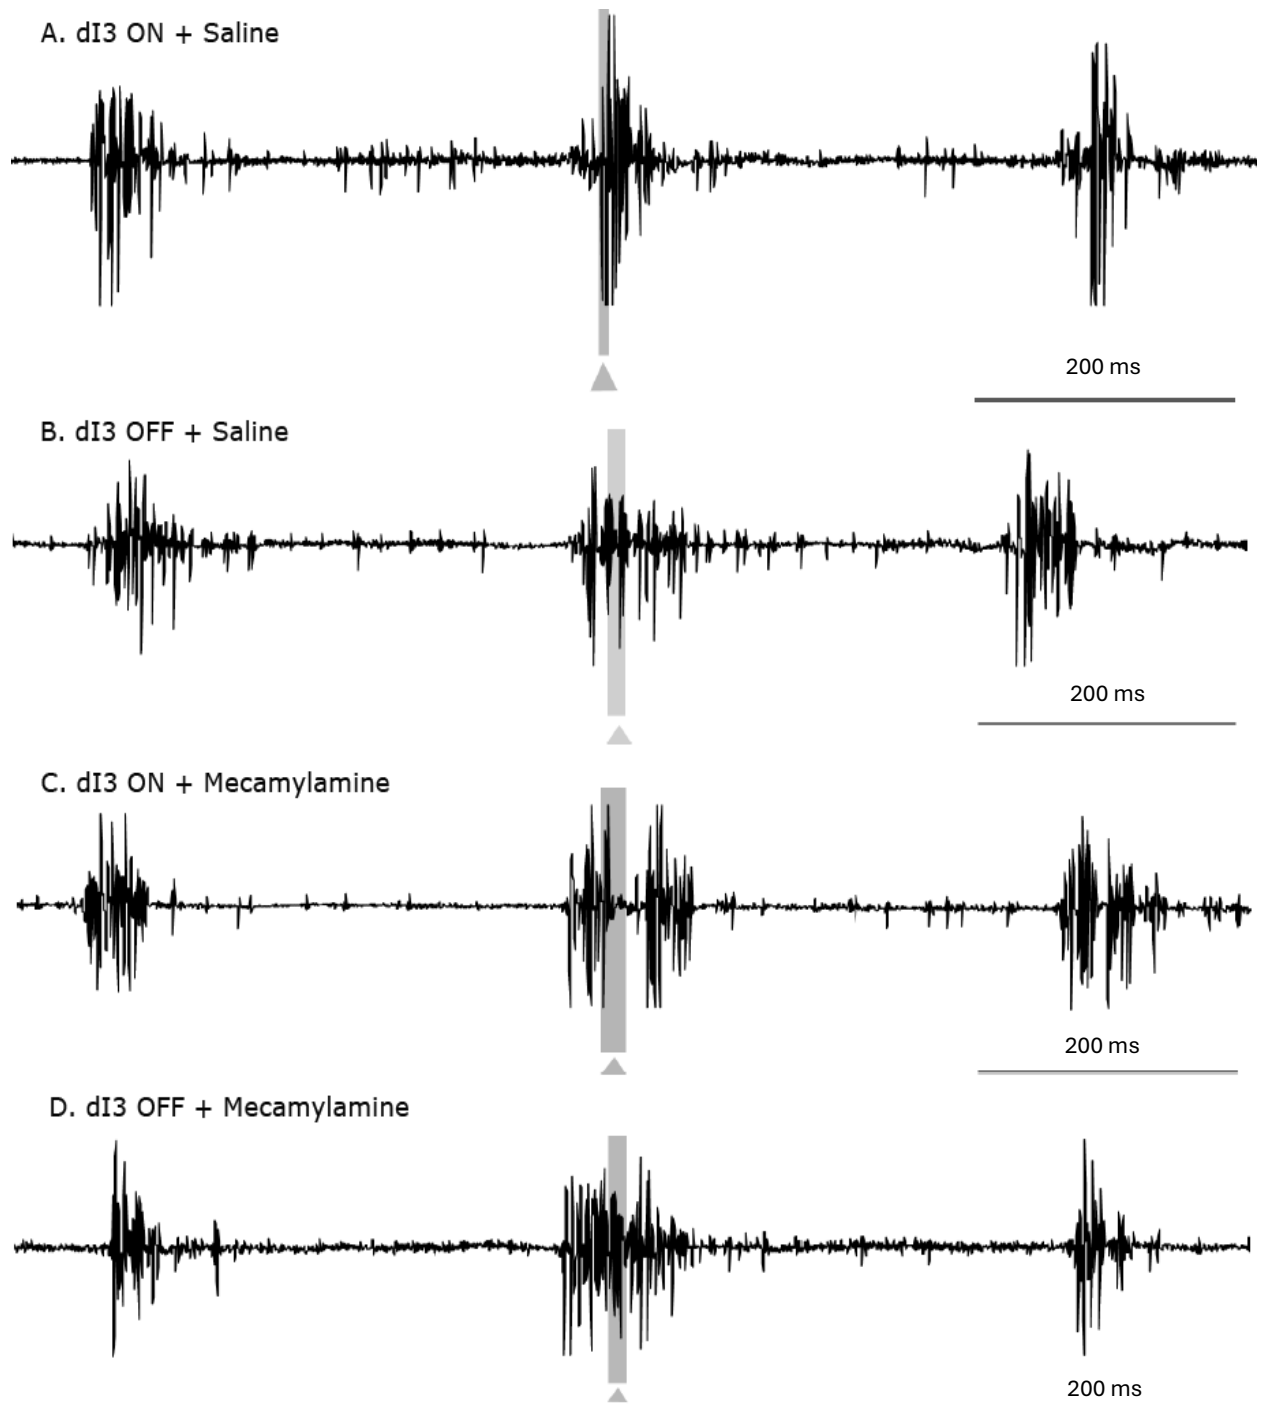 A. dI3 ON + Saline
200 ms
B. dI3 OFF + Saline
200 ms
C. dI3 ON + Mecamylamine
200 ms
D. dI3 OFF + Mecamylamine
200 ms